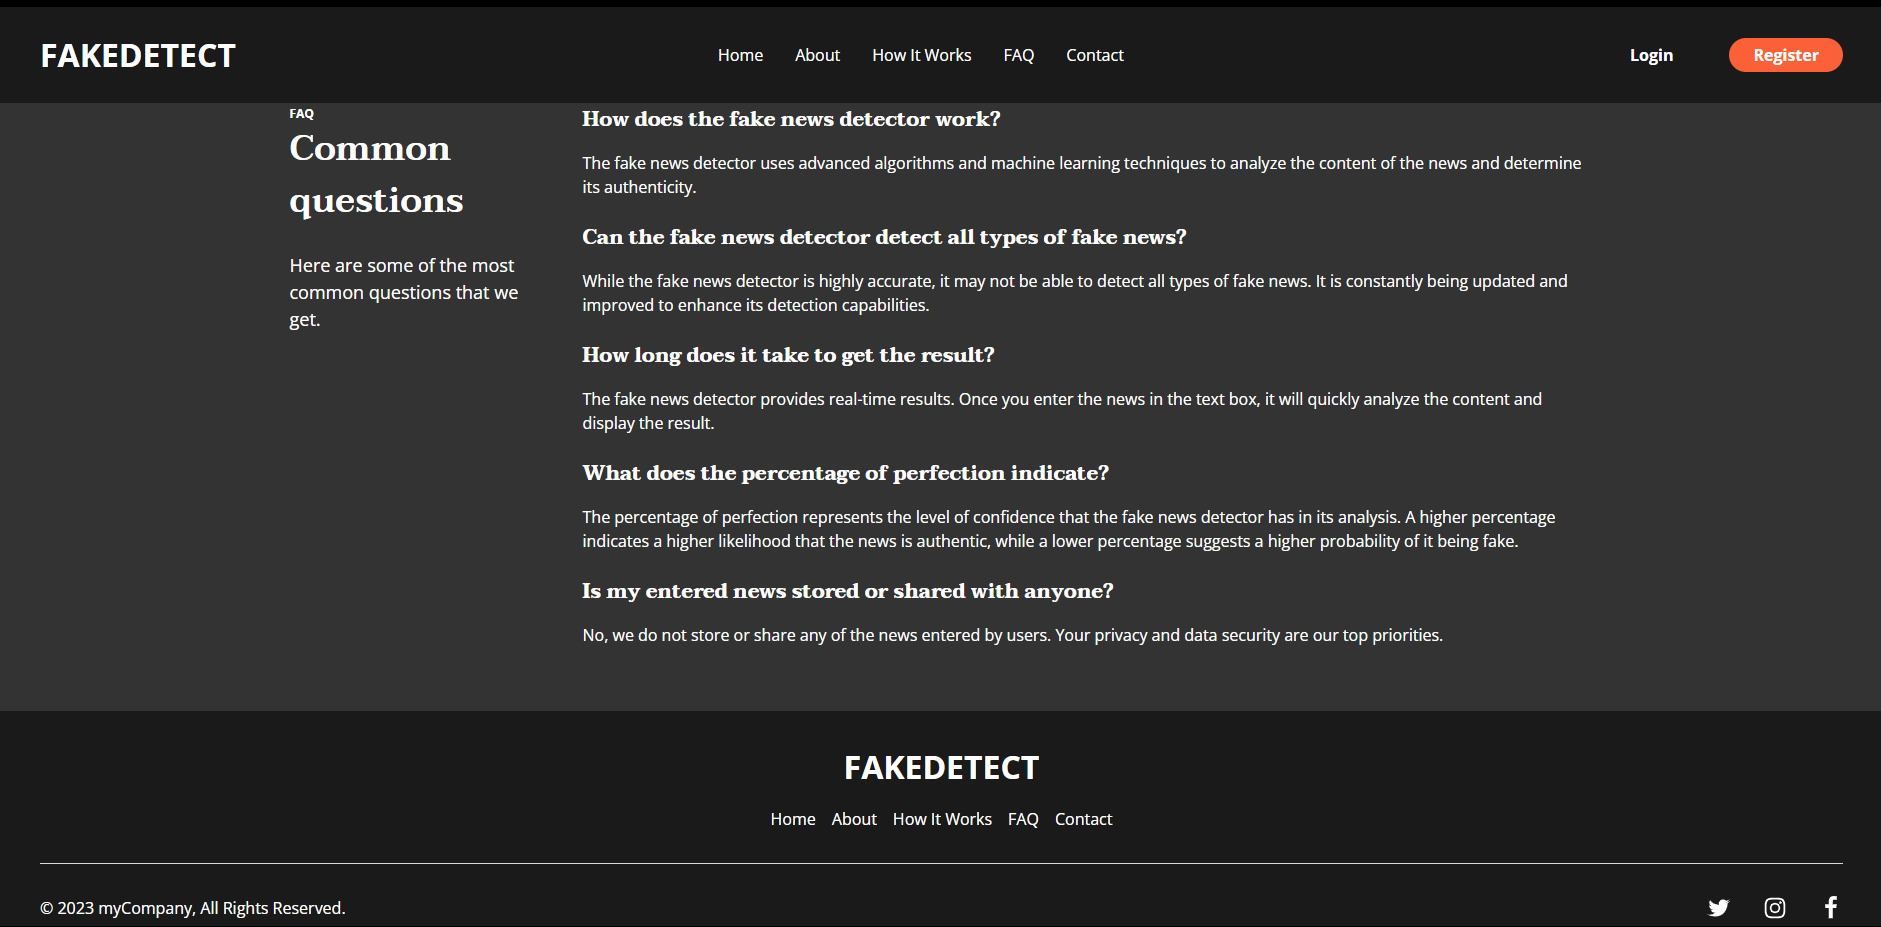 FAKEDETECT
Home About How It Works FAQ Contact
Login Register
FAQ
Common
questions
Here are some of the most
common questions that we
get.
How does the fake news detector work?
The fake news detector uses advanced algorithms and machine learning techniques to analyze the content of the news and determine
its authenticity.
Can the fake news detector detect all types of fake news?
While the fake news detector is highly accurate, it may not be able to detect all types of fake news. It is constantly being updated and
improved to enhance its detection capabilities.
How long does it take to get the result?
The fake news detector provides real-time results. Once you enter the news in the text box, it will quickly analyze the content and
display the result.
What does the percentage of perfection indicate?
The percentage of perfection represents the level of confidence that the fake news detector has in its analysis. A higher percentage
indicates a higher likelihood that the news is authentic, while a lower percentage suggests a higher probability of it being fake.
Is my entered news stored or shared with anyone?
No, we do not store or share any of the news entered by users. Your privacy and data security are our top priorities.
FAKEDETECT
Home About How It Works FAQ Contact
© 2023 myCompany, All Rights Reserved.